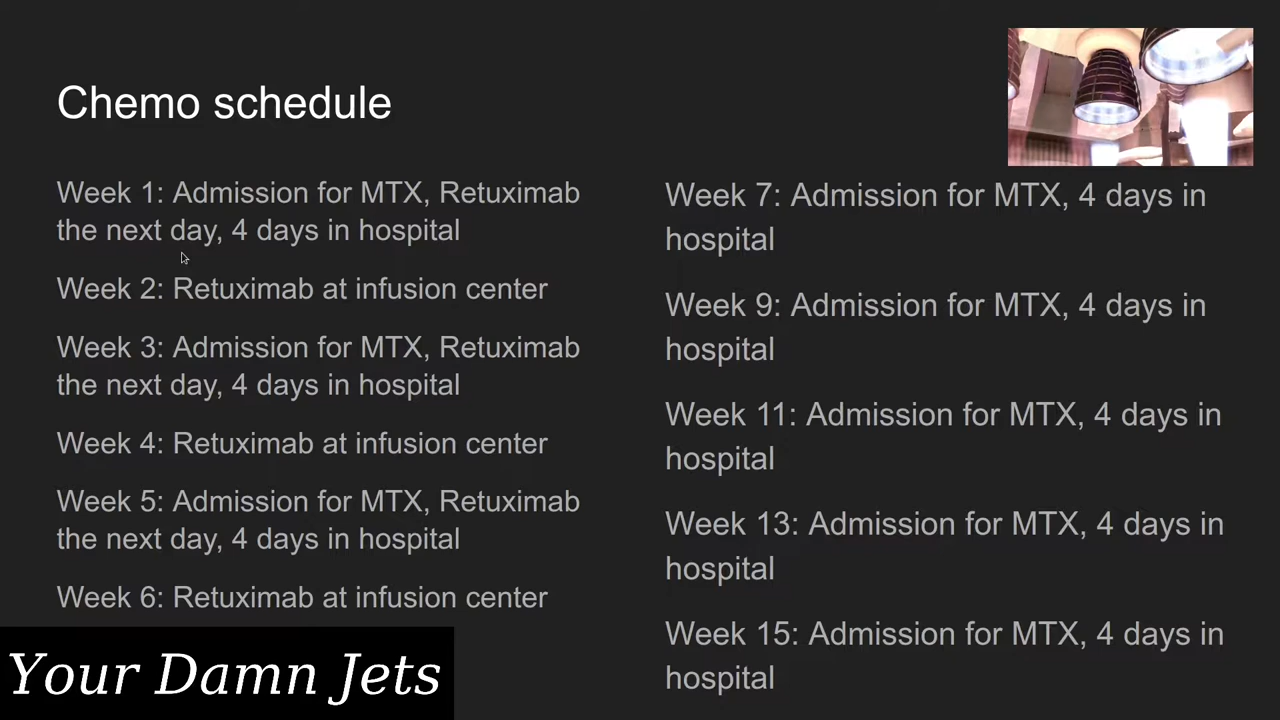 Chemo schedule
Week 1: Admission for MTX, Retuximab
the next day, 4 days in hospital
Week 2: Retuximab at infusion center
Week 3: Admission for MTX, Retuximab
the next day, 4 days in hospital
Week 4: Retuximab at infusion center
Week 5: Admission for MTX, Retuximab
the next day, 4 days in hospital
Week 6: Retuximab at infusion center
Week 7: Admission for MTX, 4 days in
hospital
Week 9: Admission for MTX, 4 days in
hospital
Week 11: Admission for MTX, 4 days in
hospital
Week 13: Admission for MTX, 4 days in
hospital
Week 15: Admission for MTX, 4 days in
hospital
Your Damn Jets